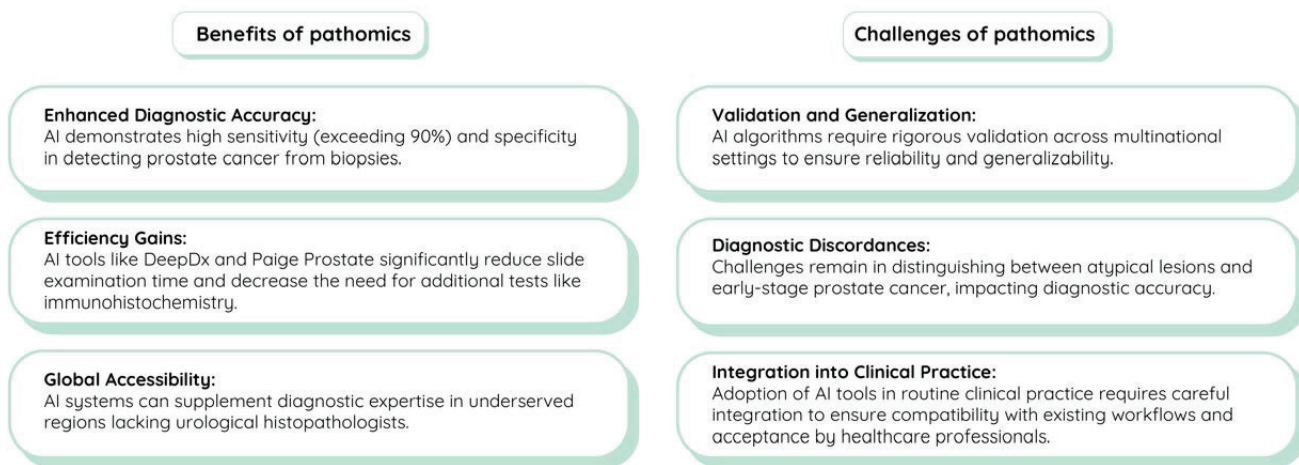 Benefits of pathomics
Enhanced Diagnostic Accuracy:
AI demonstrates high sensitivity (exceeding 90%) and specificity
in detecting prostate cancer from biopsies.
Efficiency Gains:
AI tools like DeepDx and Paige Prostate significantly reduce slide
examination time and decrease the need for additional tests like
immunohistochemistry.
Global Accessibility:
AI systems can supplement diagnostic expertise in underserved
regions lacking urological histopathologists.
Challenges of pathomics
Validation and Generalization:
AI algorithms require rigorous validation across multinational
settings to ensure reliability and generalizability.
Diagnostic Discordances:
Challenges remain in distinguishing between atypical lesions and
early-stage prostate cancer, impacting diagnostic accuracy.
Integration into Clinical Practice:
Adoption of AI tools in routine clinical practice requires careful
integration to ensure compatibility with existing workflows and
acceptance by healthcare professionals.